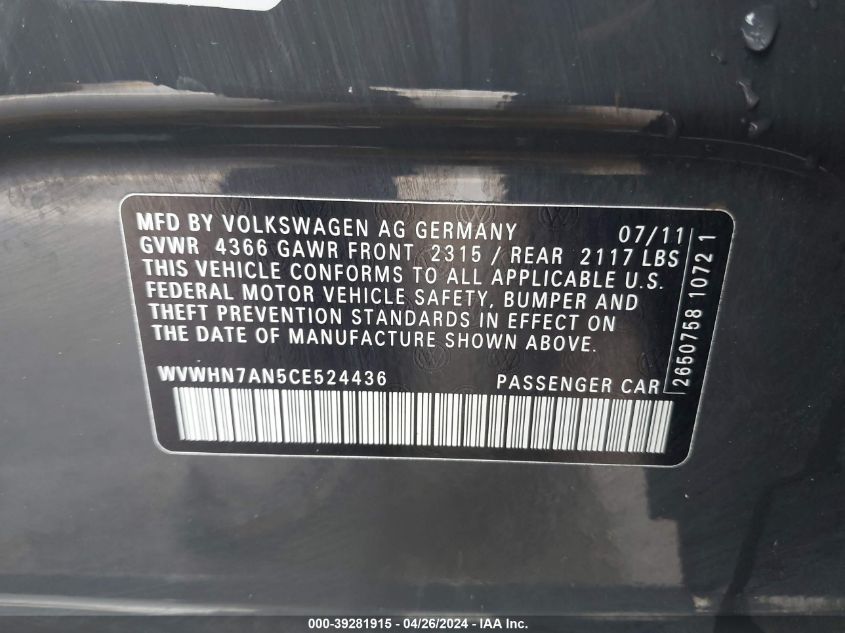 MFD BY VOLKSWAGEN AG GERMANY 07/11
GVWR 4366 GAWR FRONT 2315 / REAR 2117 LBS
THIS VEHICLE CONFORMS TO ALL APPLICABLE U.S.
FEDERAL MOTOR VEHICLE SAFETY, BUMPER AND
THEFT PREVENTION STANDARDS IN EFFECT ON
THE DATE OF MANUFACTURE SHOWN ABOVE.
WVWHN7AN5CE524436 PASSENGER CAR
2650758 1072 1
000-39281915 - 04/26/2024 - IAA Inc.